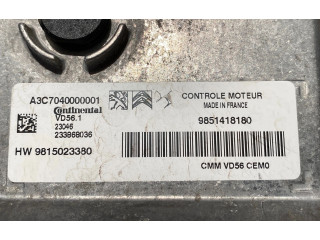 A3C7040000001
Continental
VD56.1
23046
233868036
HW 9815023380
CONTROLE MOTEUR
MADE IN FRANCE
9851418180
CMM VD56 CEM0